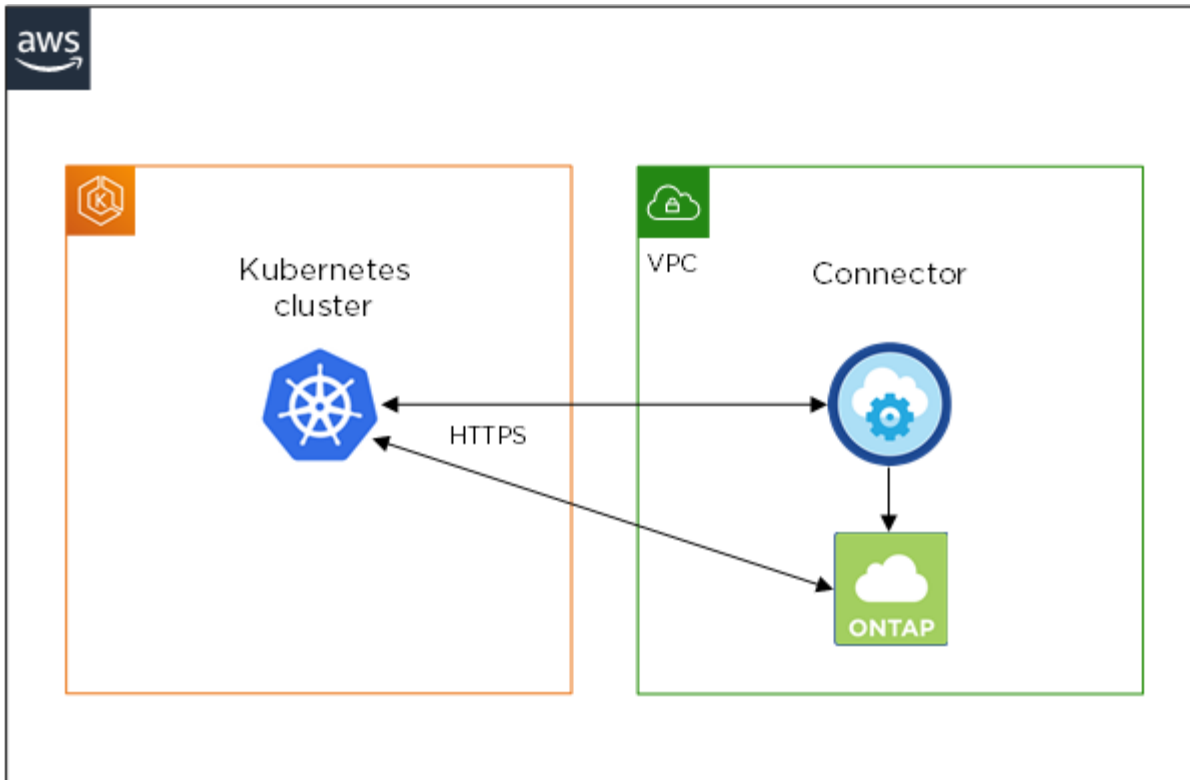 aws
Kubernetes
cluster
VPC
Connector
HTTPS
K
ONTAP